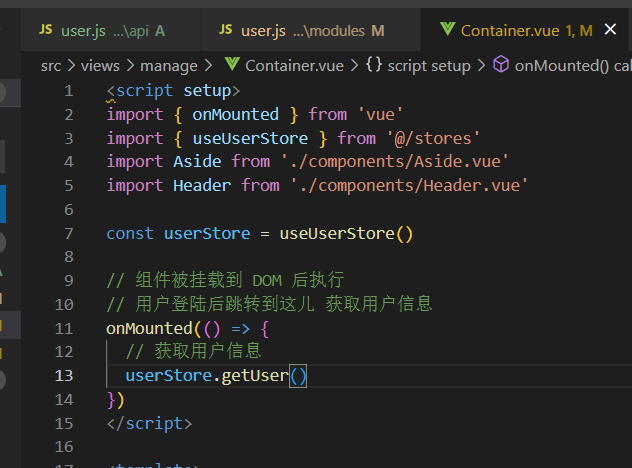 JS user.js ...\api A JS user.js ...\modules M Container.vue 1, M
src > views > manage > Container.vue > {} script setup > onMounted() cal
1 <script setup>
2 import { onMounted } from 'vue'
3 import { useUserStore } from '@/stores'
4 import Aside from './components/Aside.vue'
5 import Header from './components/Header.vue'
6
7 const userStore = useUserStore()
8
9 // 组件被挂载到 DOM 后执行
10 // 用户登陆后跳转到这儿 获取用户信息
11 onMounted(() => {
12 // 获取用户信息
13 userStore.getUser()
14 })
15 </script>
16
17 <template>